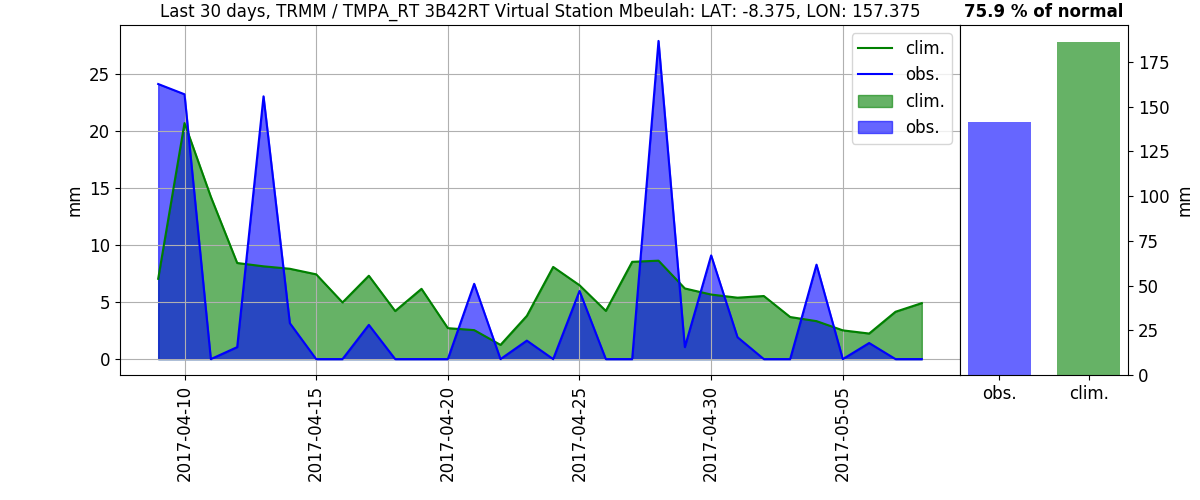 Last 30 days, TRMM / TMPA_RT 3B42RT Virtual Station Mbeulah: LAT: -8.375, LON: 157.375
75.9 % of normal
mm
25
20
15
10
5
0
clim.
obs.
clim.
obs.
2017-04-10
2017-04-15
2017-04-20
2017-04-25
2017-04-30
2017-05-05
175
150
125
100
75
50
25
0
mm
obs.
clim.